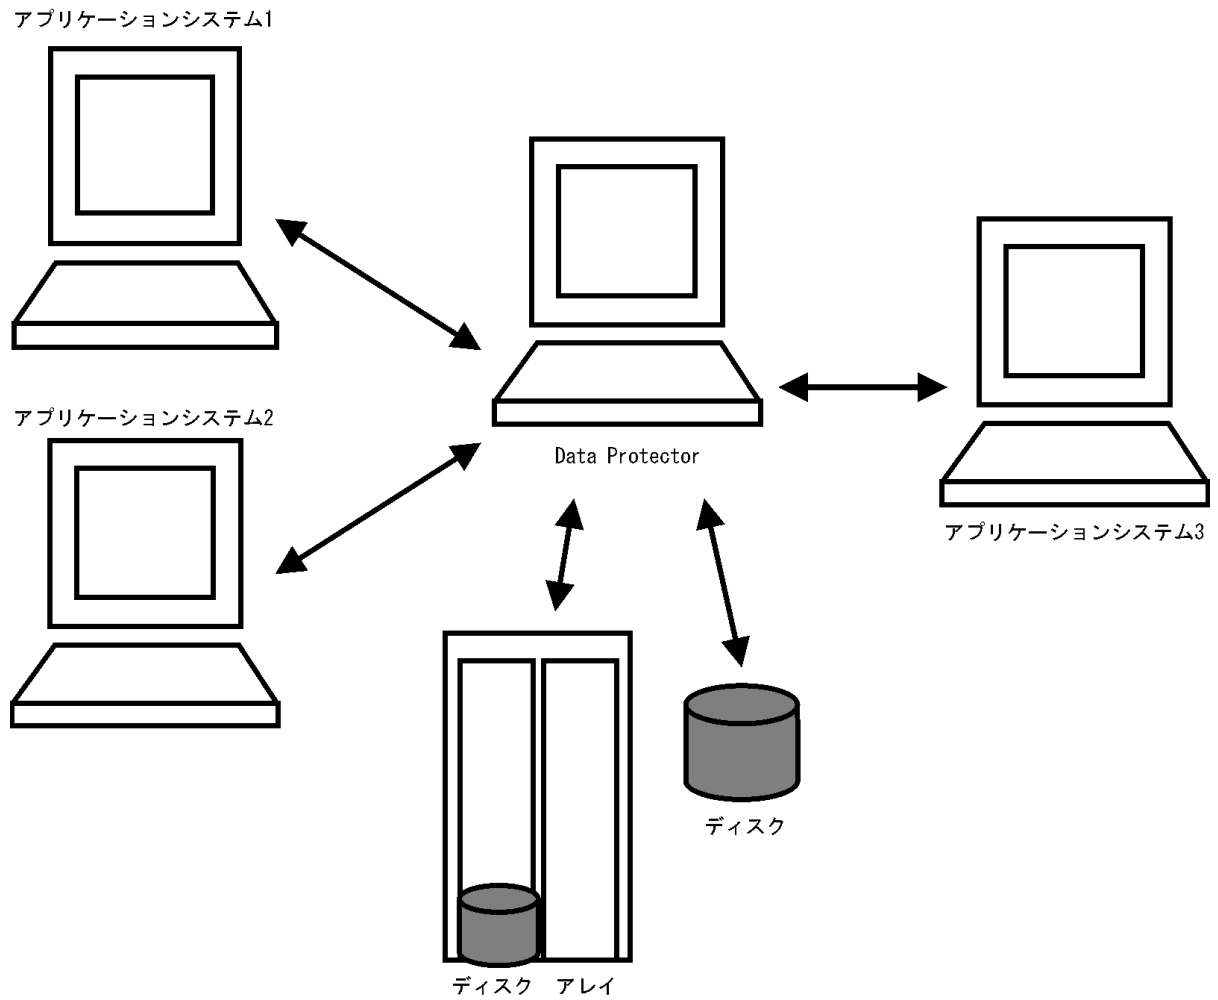 アプリケーションシステム1
アプリケーションシステム2
Data Protector
アプリケーションシステム3
ディスク
ディスク アレイ